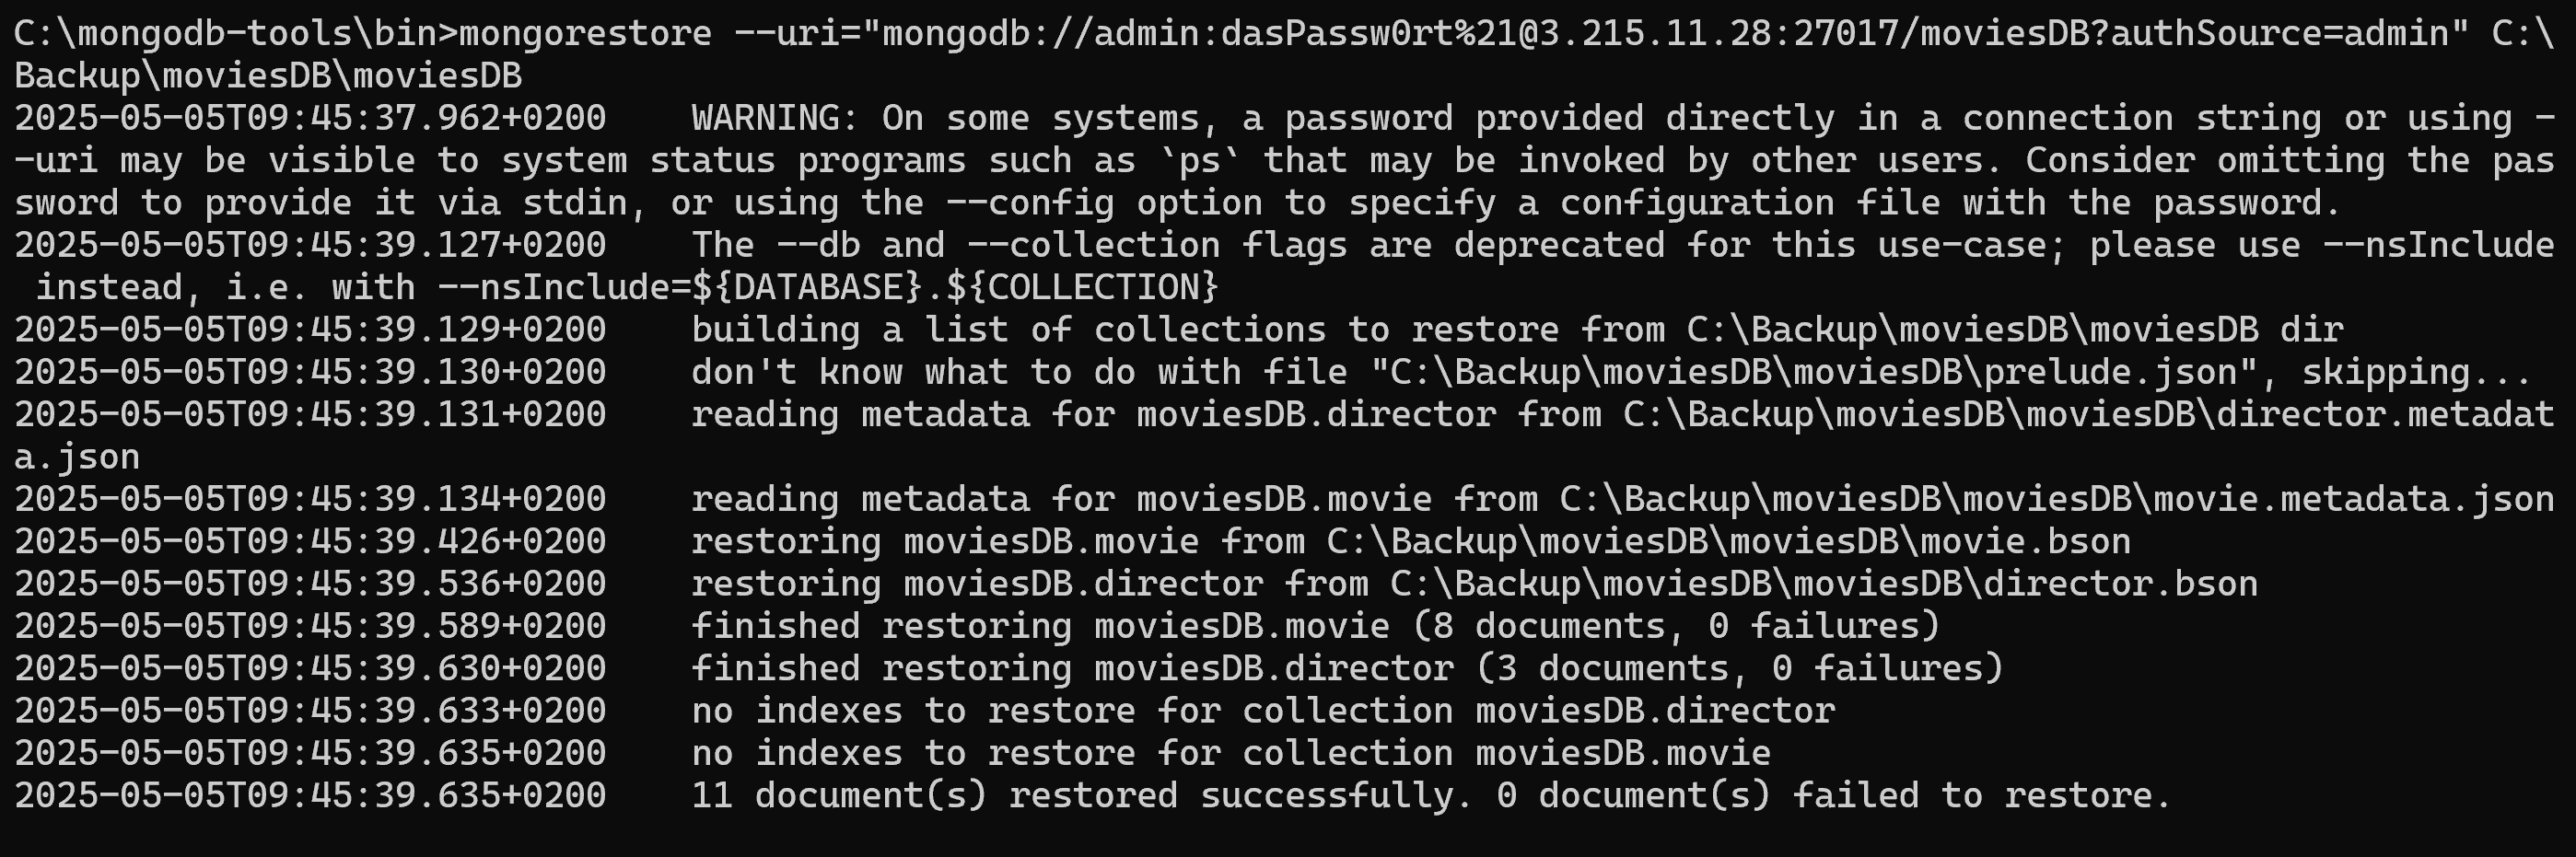 C:\mongodb-tools\bin>mongorestore --uri="mongodb://admin:dasPassw0rt%21@3.215.11.28:27017/moviesDB?authSource=admin" C:\
Backup\moviesDB\moviesDB
2025-05-05T09:45:37.962+0200    WARNING: On some systems, a password provided directly in a connection string or using -
-uri may be visible to system status programs such as `ps` that may be invoked by other users. Consider omitting the pas
sword to provide it via stdin, or using the --config option to specify a configuration file with the password.
2025-05-05T09:45:39.127+0200    The --db and --collection flags are deprecated for this use-case; please use --nsInclude
 instead, i.e. with --nsInclude=${DATABASE}.${COLLECTION}
2025-05-05T09:45:39.129+0200    building a list of collections to restore from C:\Backup\moviesDB\moviesDB dir
2025-05-05T09:45:39.130+0200    don't know what to do with file "C:\Backup\moviesDB\moviesDB\prelude.json", skipping...
2025-05-05T09:45:39.131+0200    reading metadata for moviesDB.director from C:\Backup\moviesDB\moviesDB\director.metadat
a.json
2025-05-05T09:45:39.134+0200    reading metadata for moviesDB.movie from C:\Backup\moviesDB\moviesDB\movie.metadata.json
2025-05-05T09:45:39.426+0200    restoring moviesDB.movie from C:\Backup\moviesDB\moviesDB\movie.bson
2025-05-05T09:45:39.536+0200    restoring moviesDB.director from C:\Backup\moviesDB\moviesDB\director.bson
2025-05-05T09:45:39.589+0200    finished restoring moviesDB.movie (8 documents, 0 failures)
2025-05-05T09:45:39.630+0200    finished restoring moviesDB.director (3 documents, 0 failures)
2025-05-05T09:45:39.633+0200    no indexes to restore for collection moviesDB.director
2025-05-05T09:45:39.635+0200    no indexes to restore for collection moviesDB.movie
2025-05-05T09:45:39.635+0200    11 document(s) restored successfully. 0 document(s) failed to restore.